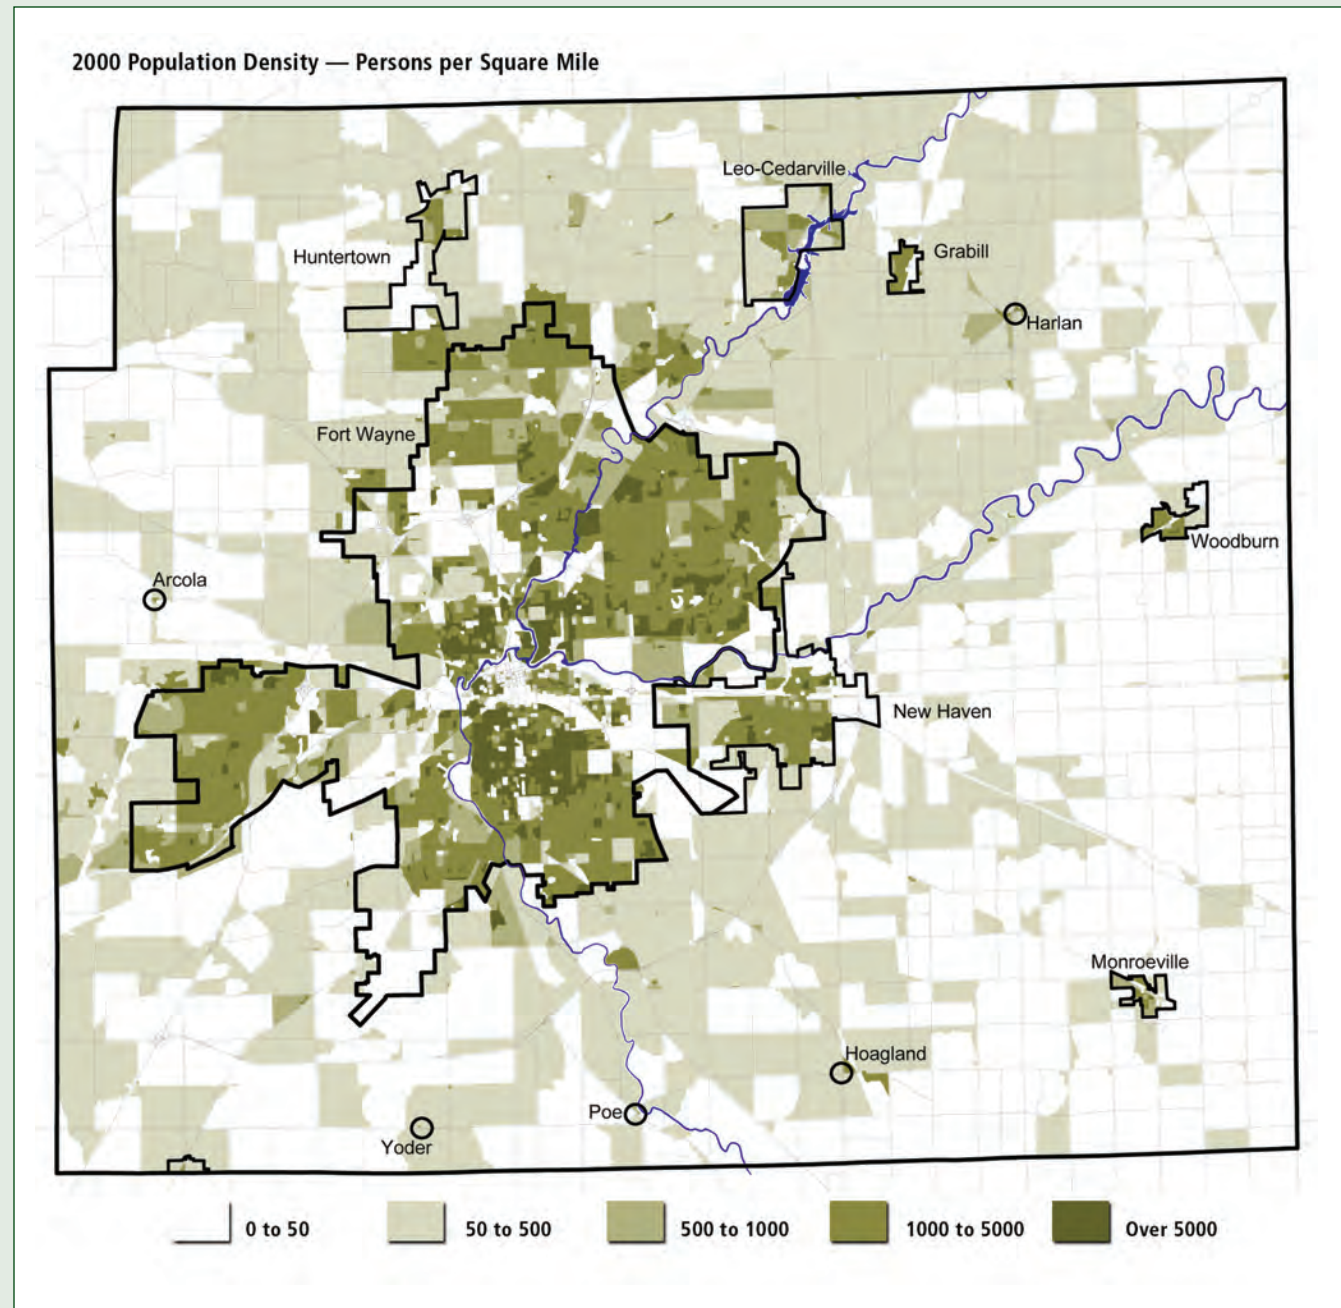 2000 Population Density — Persons per Square Mile
Leo-Cedarville
Huntertown
Grabill
Harlan
Fort Wayne
Woodburn
Arcola
New Haven
Monroeville
Hoagland
Poe
Yoder
0 to 50
50 to 500
500 to 1000
1000 to 5000
Over 5000